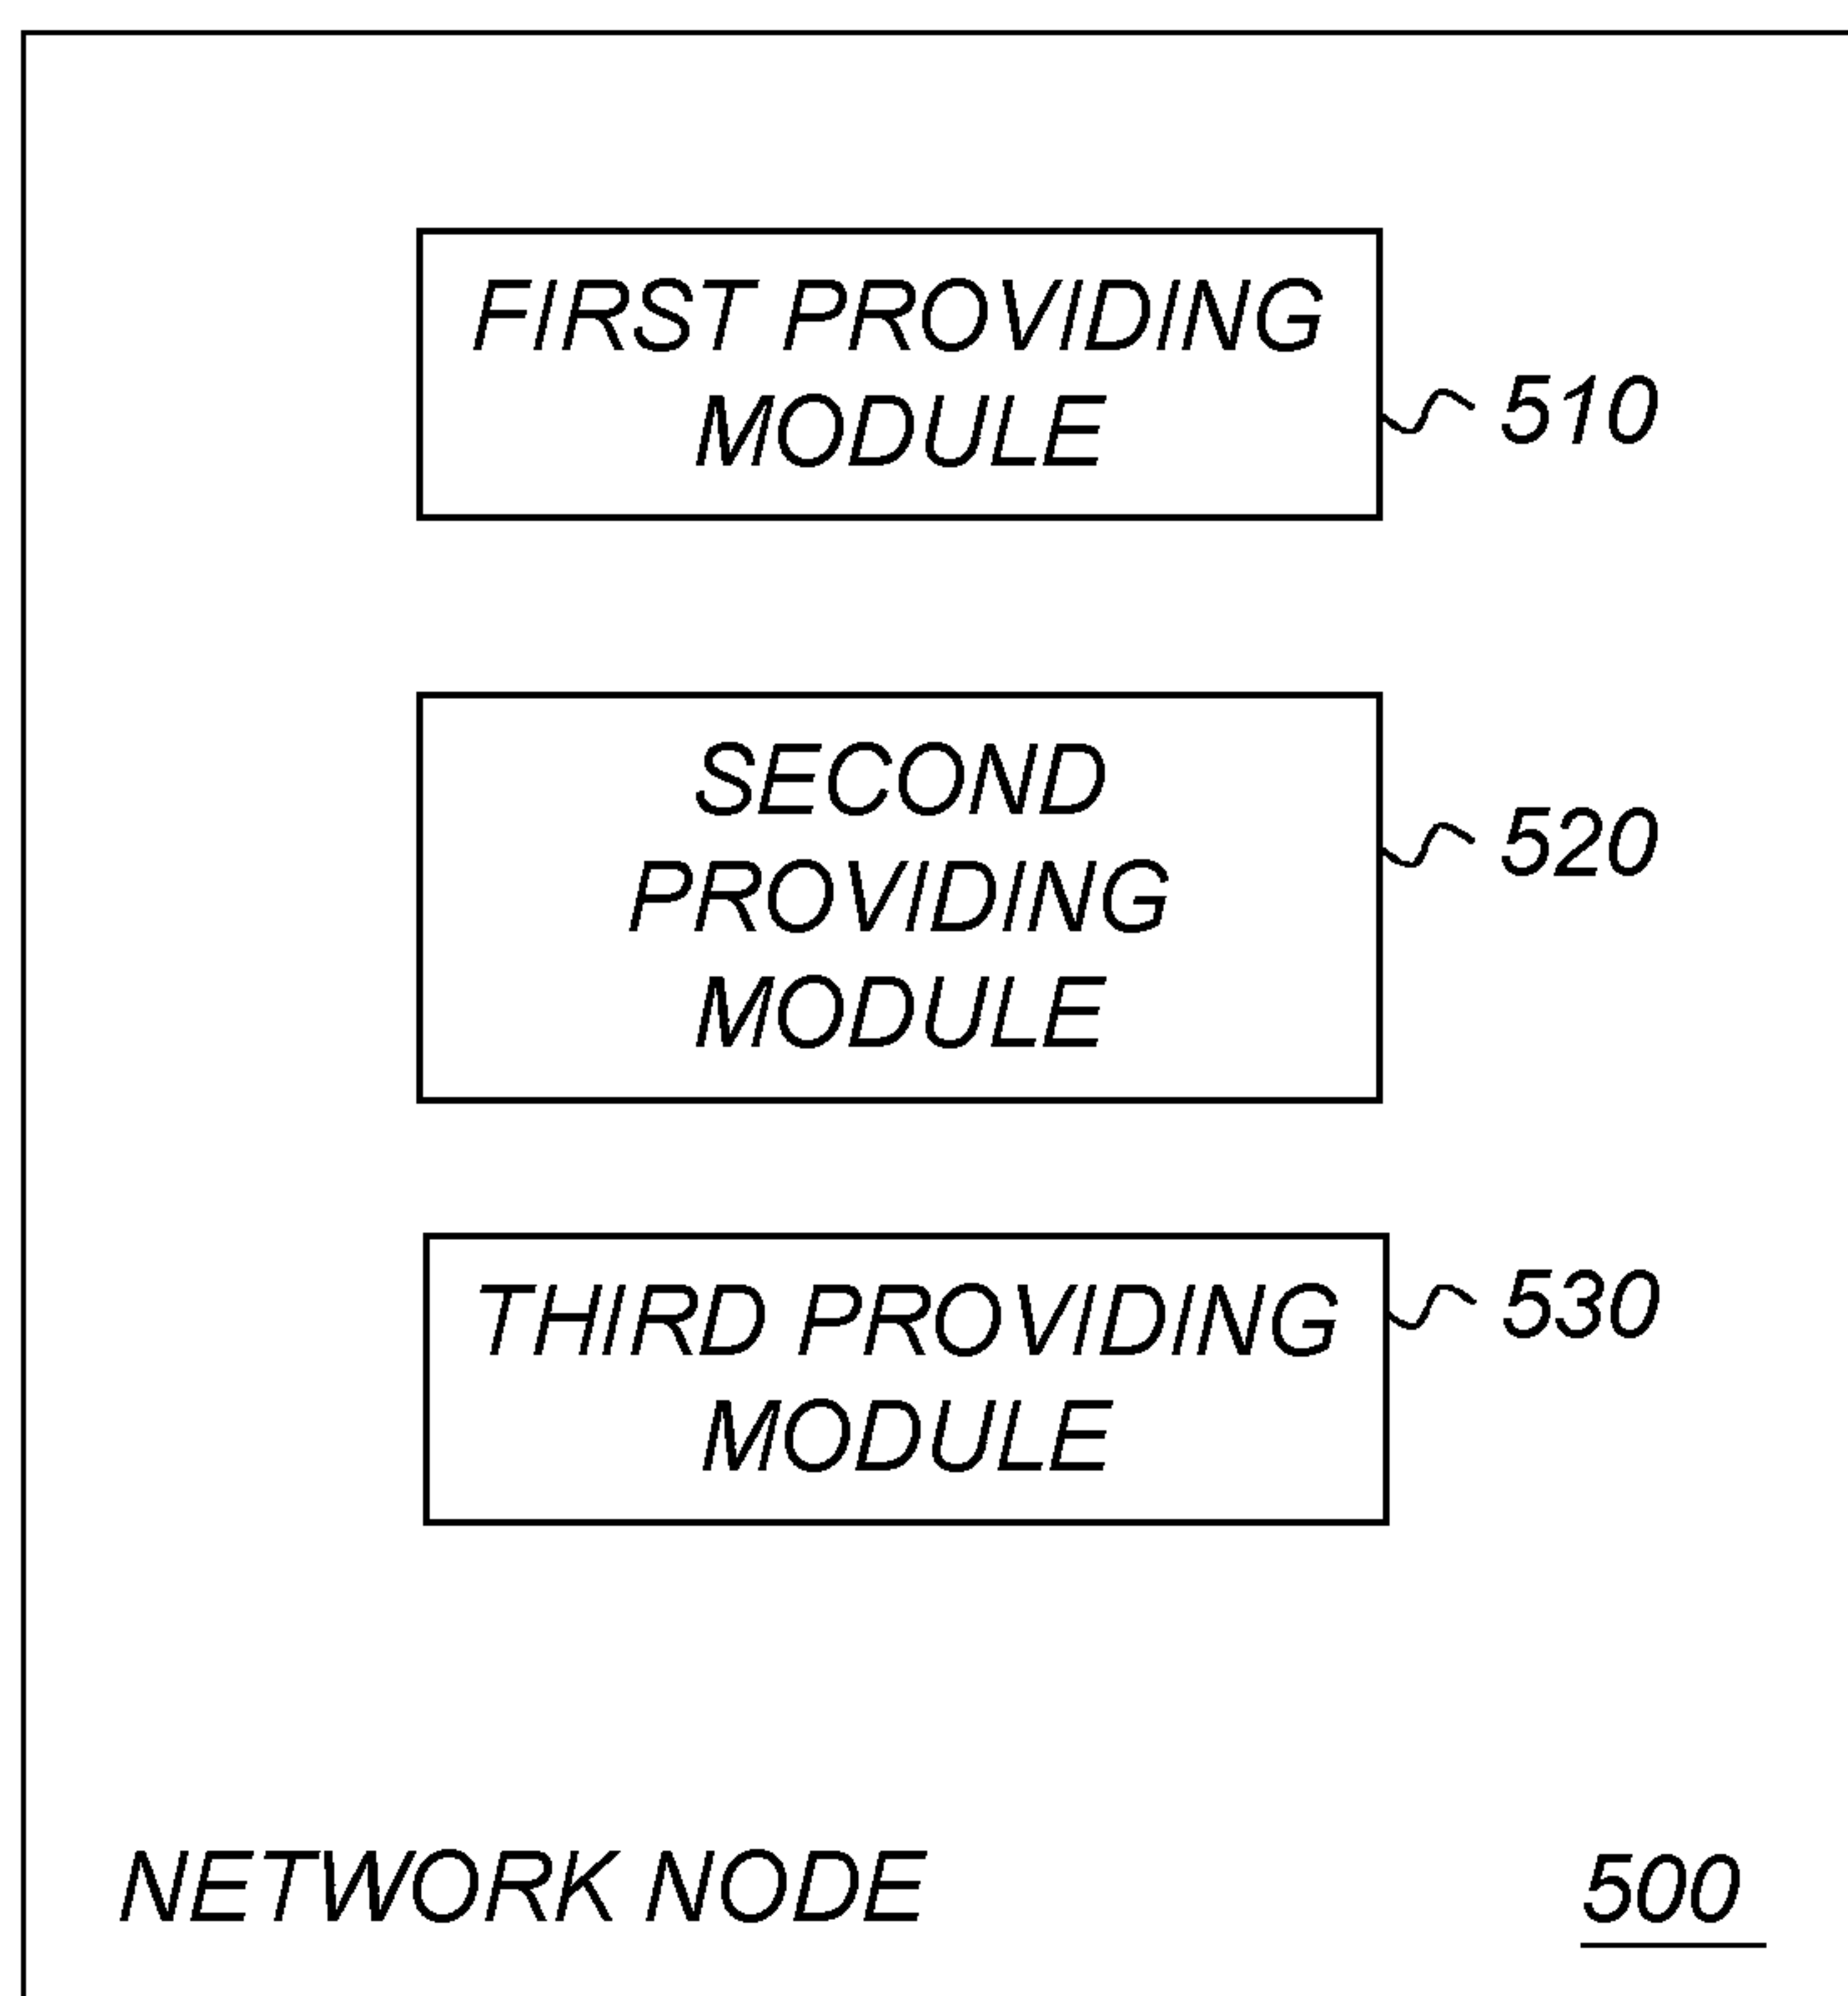 FIRST PROVIDING
MODULE
510
SECOND
PROVIDING
MODULE
520
THIRD PROVIDING
MODULE
530
NETWORK NODE
500